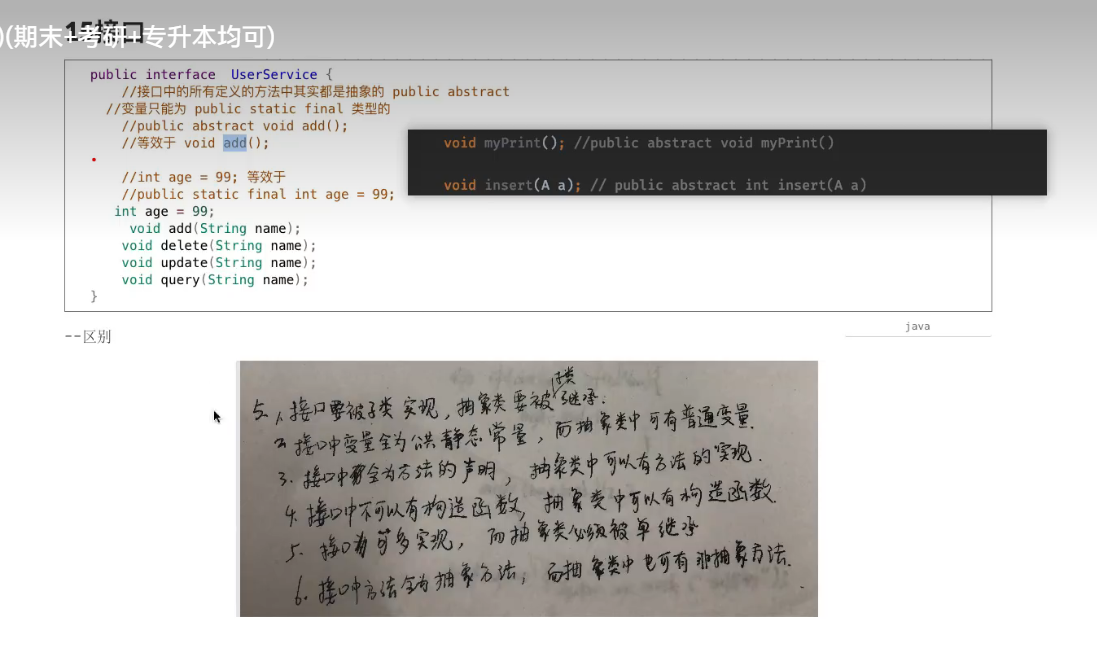 15接口
)(期末+考研+专升本均可)
public interface  UserService {
//接口中的所有定义的方法中其实都是抽象的 public abstract
//变量只能为 public static final 类型的
//public abstract void add();
//等效于 void add();
void myPrint(); //public abstract void myPrint()
void insert(A a); // public abstract int insert(A a)
//int age = 99; 等效于
//public static final int age = 99;
int age = 99;
void add(String name);
void delete(String name);
void update(String name);
void query(String name);
}
--区别
java
5、1、接口要被子类实现，抽象类要被子类继承.
2. 接口中变量全为公共静态常量，而抽象类中可有普通变量.
3. 接口中全为方法的声明，抽象类中可以有方法的实现.
4. 接口中不可以有构造函数，抽象类中可以有构造函数.
5. 接口可多实现，而抽象类必须被单继承
6. 接口中方法全为抽象方法，而抽象类中也可有非抽象方法.